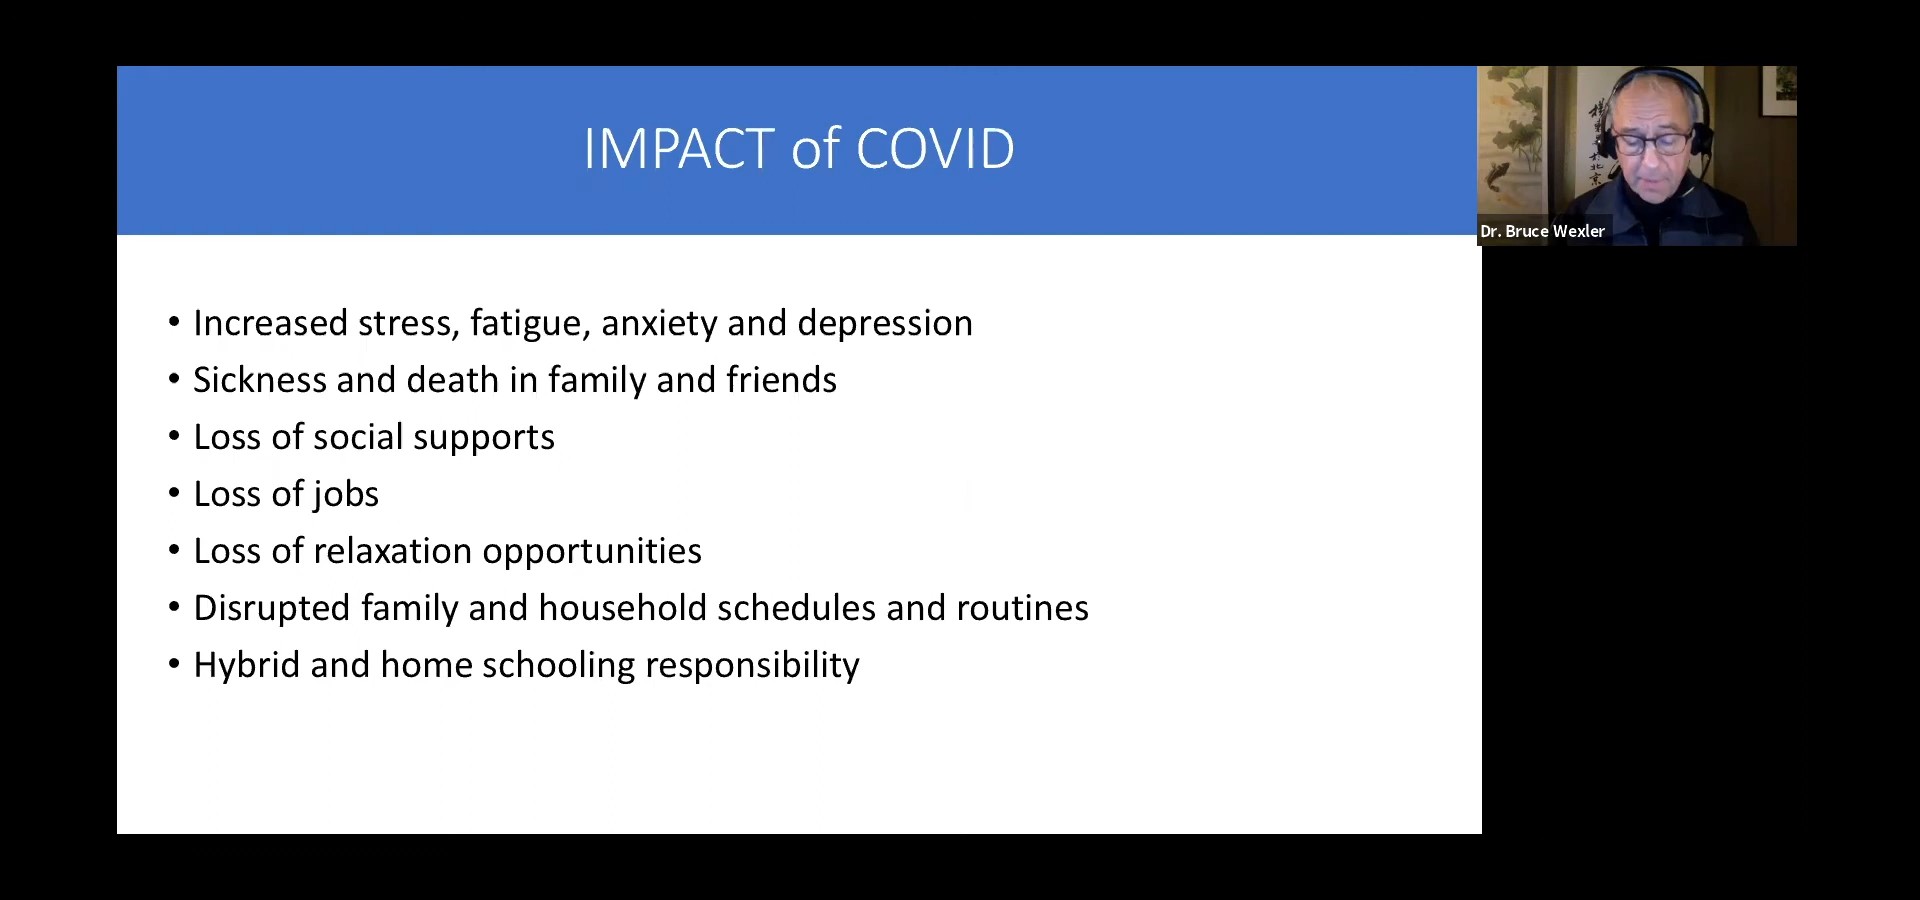 IMPACT of COVID
• Increased stress, fatigue, anxiety and depression
• Sickness and death in family and friends
• Loss of social supports
• Loss of jobs
• Loss of relaxation opportunities
• Disrupted family and household schedules and routines
• Hybrid and home schooling responsibility
Dr. Bruce Wexler
北
京